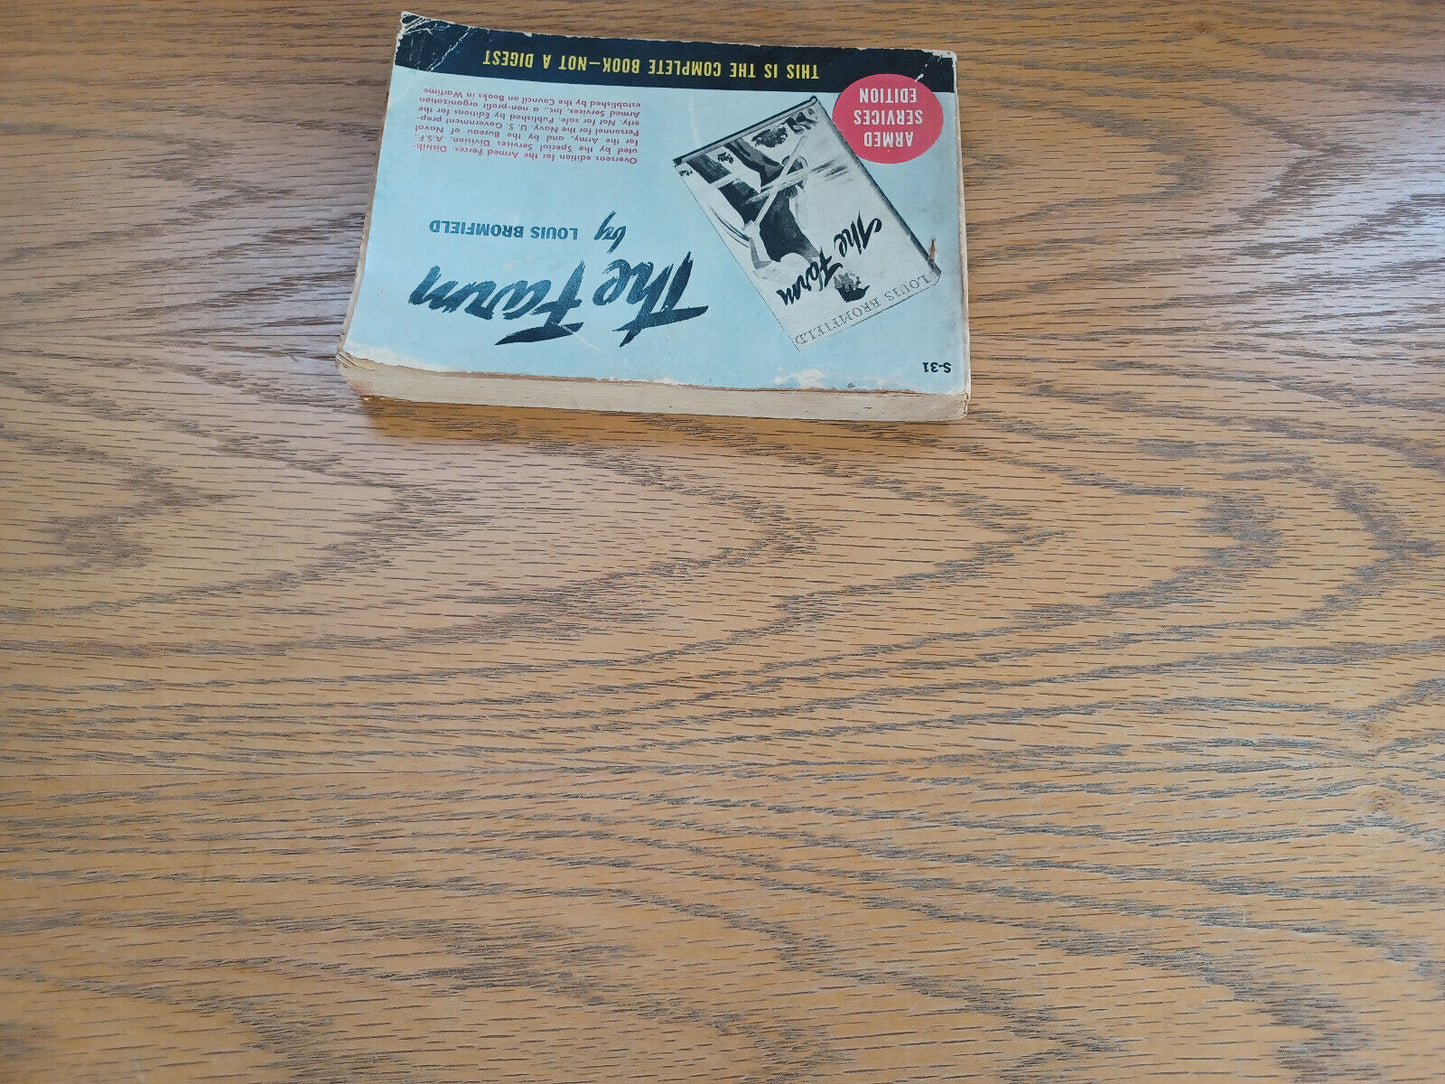 S-31
LOUIS BROMFIELD
The Farm
ARMED
SERVICES
EDITION
The Farm
by LOUIS BROMFIELD
Overseas edition for the Armed Forces. Distrib-
uted by the Special Services Division, A.S.F.,
for the Army, and by the Bureau of Naval
Personnel for the Navy. U. S. Government prop-
erty. Not for sale. Published by Editions for the
Armed Services, Inc., a non-profit organization
established by the Council on Books in Wartime.
THIS IS THE COMPLETE BOOK—NOT A DIGEST